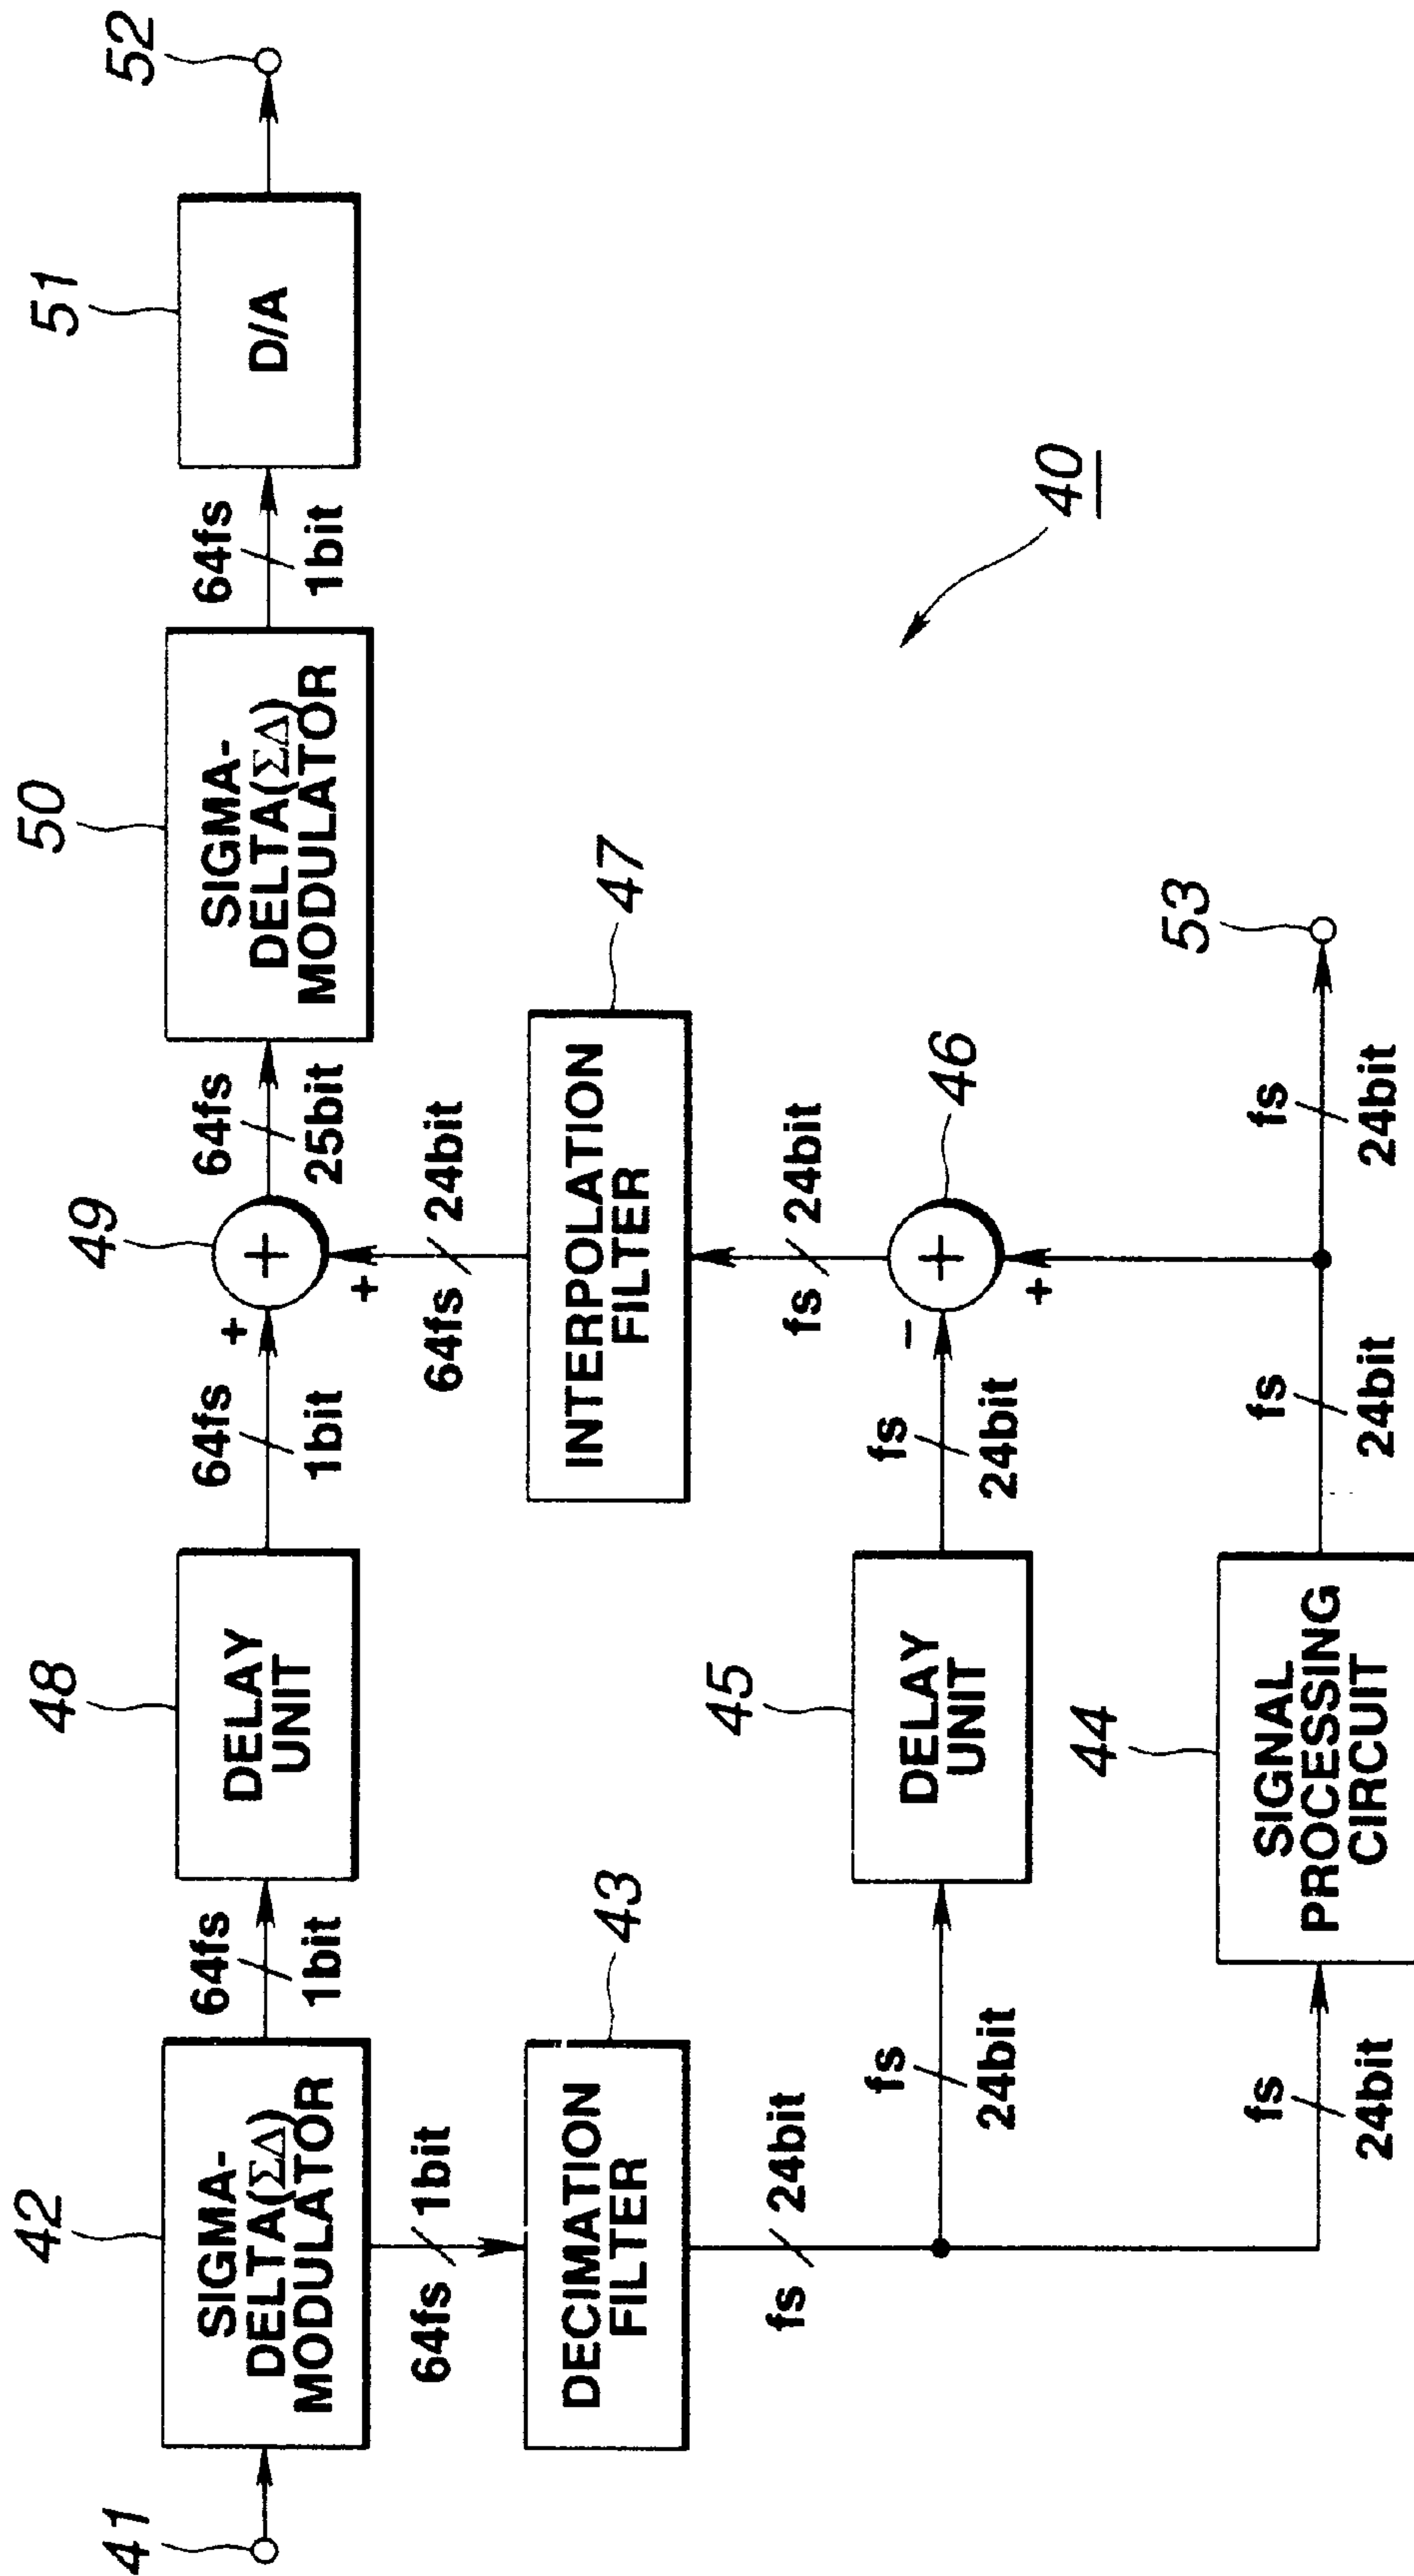 41
42
SIGMA-
DELTA(ΣΔ)
MODULATOR
64fs
1bit
48
DELAY
UNIT
64fs
1bit
+
49
+
+
64fs
25bit
50
SIGMA-
DELTA(ΣΔ)
MODULATOR
64fs
1bit
51
D/A
52
64fs
1bit
43
DECIMATION
FILTER
fs
24bit
64fs
24bit
47
INTERPOLATION
FILTER
fs
24bit
fs
24bit
45
DELAY
UNIT
fs
24bit
−
46
+
+
40
fs
24bit
44
SIGNAL
PROCESSING
CIRCUIT
fs
24bit
fs
24bit
53